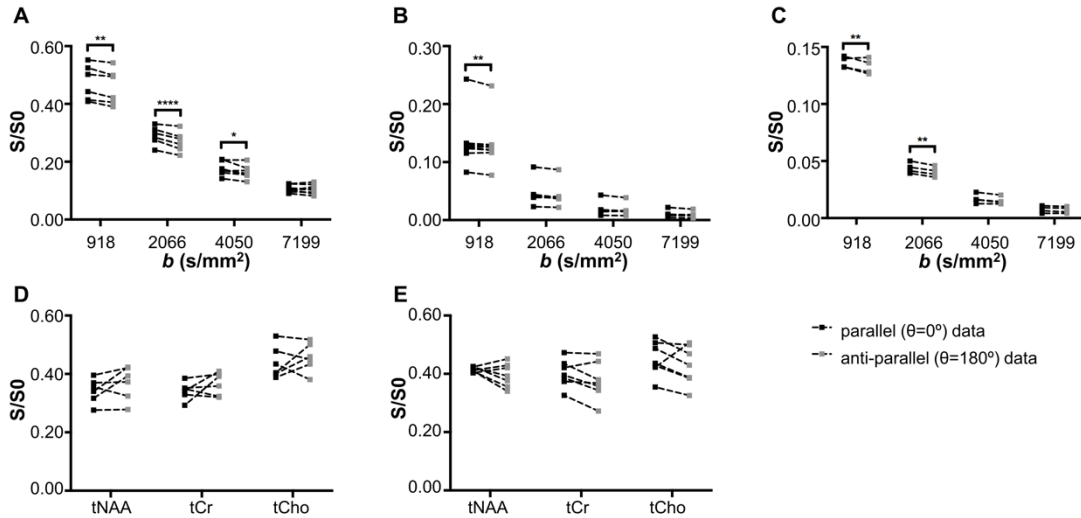 A
S/S0
0.60
0.40
0.20
0.00
**
****
*
918 2066 4050 7199
b (s/mm²)
B
S/S0
0.30
0.20
0.10
0.00
**
918 2066 4050 7199
b (s/mm²)
C
S/S0
0.15
0.10
0.05
0.00
**
**
918 2066 4050 7199
b (s/mm²)
D
S/S0
0.60
0.40
0.20
0.00
tNAA tCr tCho
E
S/S0
0.60
0.40
0.20
0.00
tNAA tCr tCho
parallel (θ=0º) data
anti-parallel (θ=180º) data